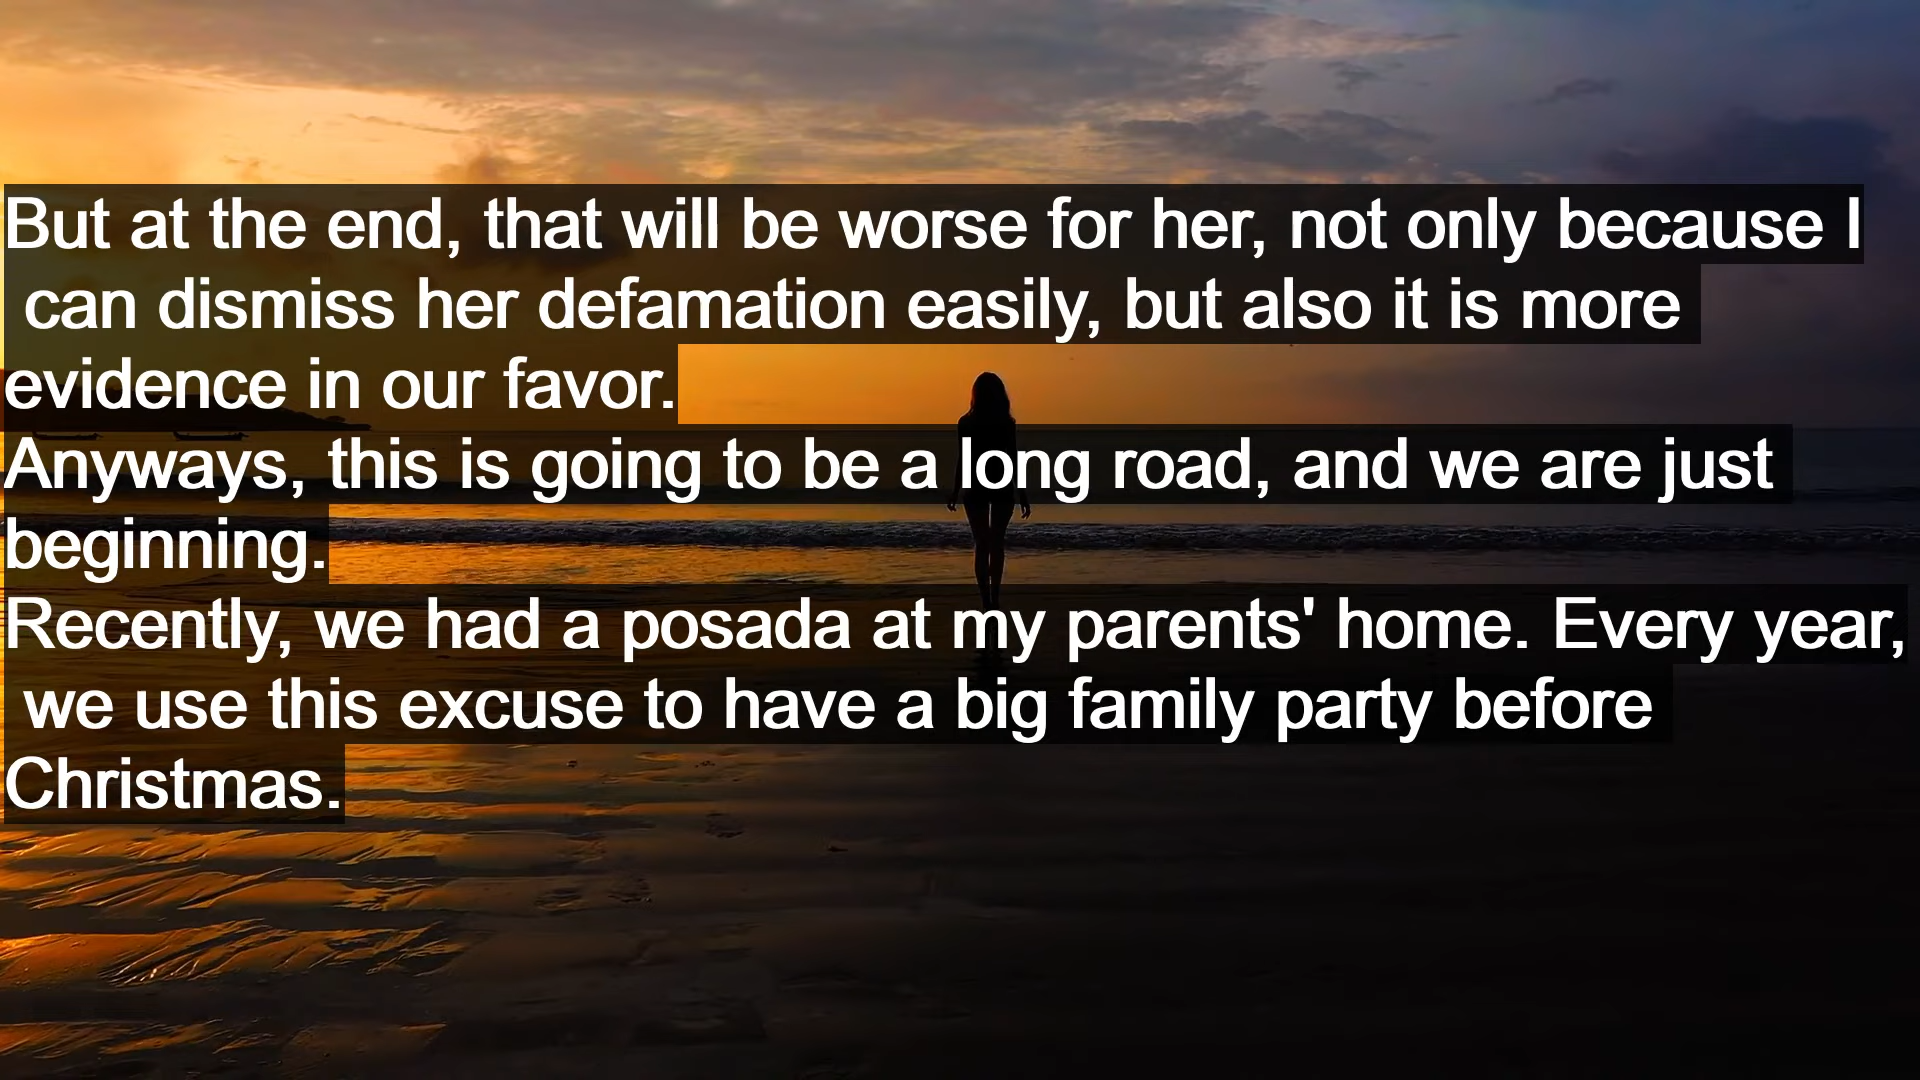 But at the end, that will be worse for her, not only because I
can dismiss her defamation easily, but also it is more
evidence in our favor.
Anyways, this is going to be a long road, and we are just
beginning.
Recently, we had a posada at my parents' home. Every year,
we use this excuse to have a big family party before
Christmas.